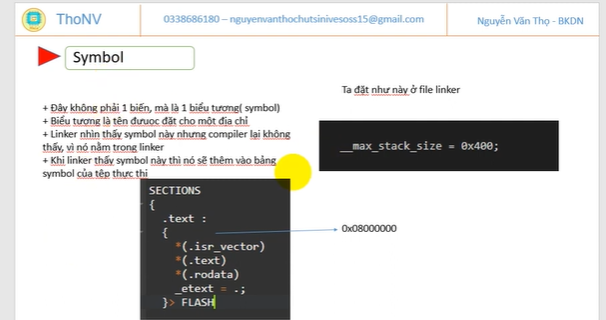 ThoNV
0338686180 – nguyenvanthochutsinivesoss15@gmail.com
Nguyễn Văn Thọ - BKDN
Symbol
Ta đặt như này ở file linker
+ Đây không phải 1 biến, mà là 1 biểu tương( symbol)
+ Biểu tượng là tên đưuọc đặt cho một địa chỉ
+ Linker nhìn thấy symbol này nhưng compiler lại không
thấy, vì nó nằm trong linker
+ Khi linker thấy symbol này thì nó sẽ thêm vào bảng
symbol của tệp thực thi
__max_stack_size = 0x400;
SECTIONS
{
.text :
{
*(.isr_vector)
*(.text)
*(.rodata)
_etext = .;
}> FLASH
0x08000000